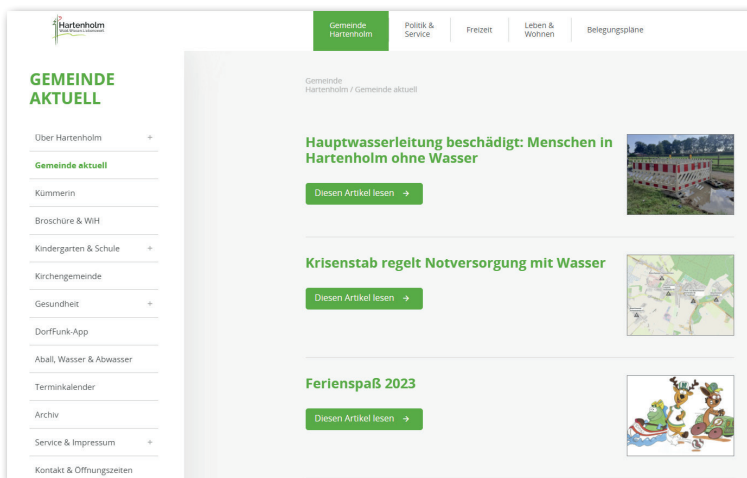 Hartenholm
Gemeinde
Hartenholm
Politik &
Service
Freizeit
Leben &
Wohnen
Belegungspläne
GEMEINDE
AKTUELL
Über Hartenholm +
Gemeinde aktuell
Kümmerin
Broschüre & WiH
Kindergarten & Schule +
Kirchengemeinde
Gesundheit +
DorfFunk-App
Aball, Wasser & Abwasser
Terminkalender
Archiv
Service & Impressum +
Kontakt & Öffnungszeiten
Gemeinde
Hartenholm / Gemeinde aktuell
Hauptwasserleitung beschädigt: Menschen in
Hartenholm ohne Wasser
Diesen Artikel lesen →
Krisenstab regelt Notversorgung mit Wasser
Diesen Artikel lesen →
Ferienspaß 2023
Diesen Artikel lesen →